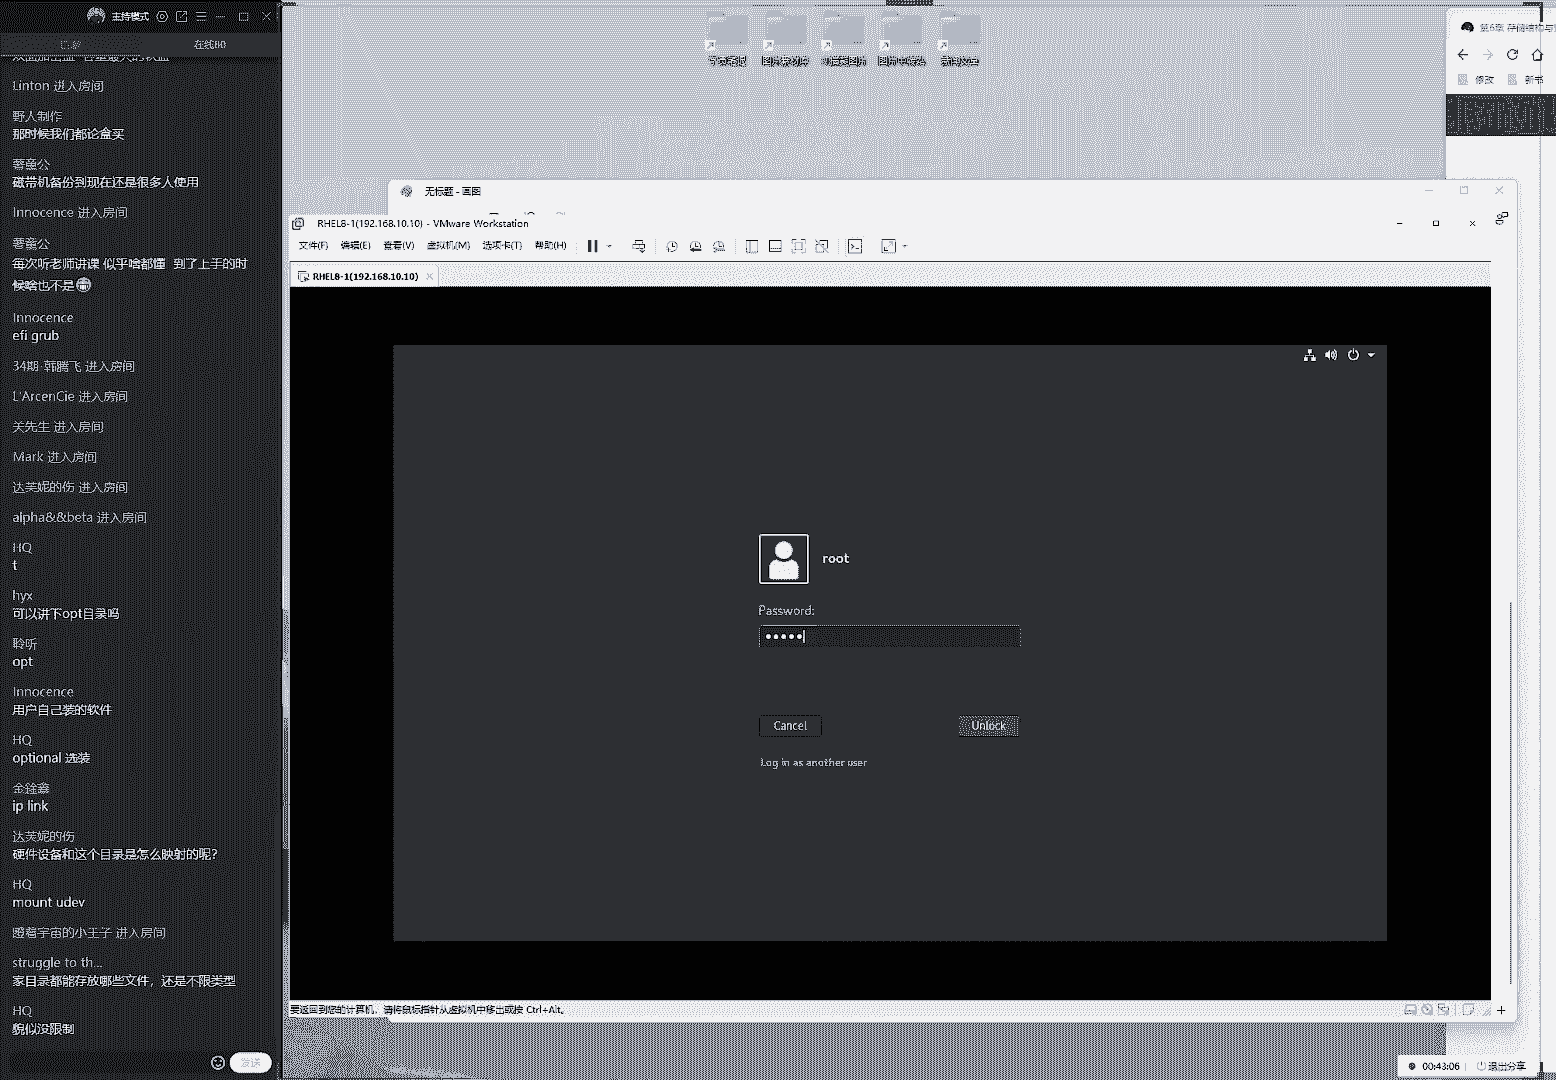 主持模式
在线80
Linton 进入房间
野人制作
那时候我们都论盒买
磁带机备份到现在还是很多人使用
Innocence 进入房间
每次听老师讲课 似乎啥都懂 到了上手的时
候啥也不是
Innocence
efi grub
34期-韩腾飞 进入房间
L'ArcenCie 进入房间
关先生 进入房间
Mark 进入房间
达芙妮的伤 进入房间
alpha&&beta 进入房间
HQ
t
hyx
可以讲下opt目录吗
聆听
opt
Innocence
用户自己装的软件
HQ
optional 选装
金铨鑫
ip link
达芙妮的伤
硬件设备和这个目录是怎么映射的呢?
HQ
mount udev
瞪着宇宙的小王子 进入房间
struggle to th...
家目录都能存放哪些文件，还是不限类型
HQ
貌似没限制
发送
修改
新书
无标题 - 画图
RHEL8-1(192.168.10.10) - VMware Workstation
文件(F) 编辑(E) 查看(V) 虚拟机(M) 选项卡(T) 帮助(H)
RHEL8-1(192.168.10.10)
root
Password:
Cancel
Unlock
Log in as another user
要返回到您的计算机，请将鼠标指针从虚拟机中移出或按 Ctrl+Alt。
00:43:06
退出分享